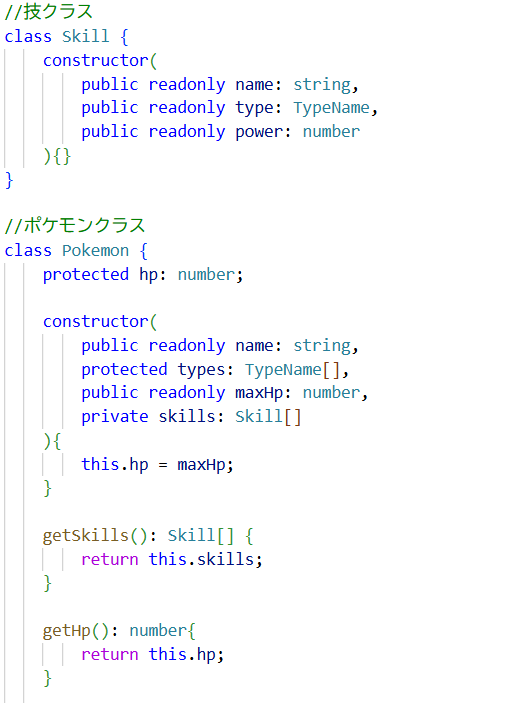 //技クラス
class Skill {
    constructor(
        public readonly name: string,
        public readonly type: TypeName,
        public readonly power: number
    ){}
}

//ポケモンクラス
class Pokemon {
    protected hp: number;

    constructor(
        public readonly name: string,
        protected types: TypeName[],
        public readonly maxHp: number,
        private skills: Skill[]
    ){
        this.hp = maxHp;
    }

    getSkills(): Skill[] {
        return this.skills;
    }

    getHp(): number{
        return this.hp;
    }